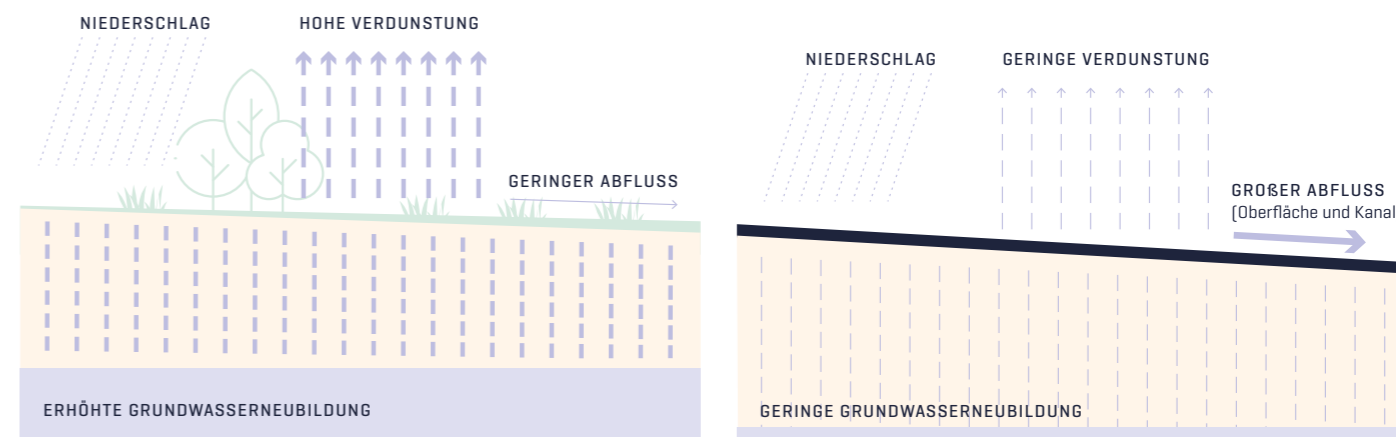 NIEDERSCHLAG
HOHE VERDUNSTUNG
GERINGER ABFLUSS
ERHÖHTE GRUNDWASSERNEUBILDUNG
NIEDERSCHLAG
GERINGE VERDUNSTUNG
GROßER ABFLUSS
(Oberfläche und Kanal
GERINGE GRUNDWASSERNEUBILDUNG